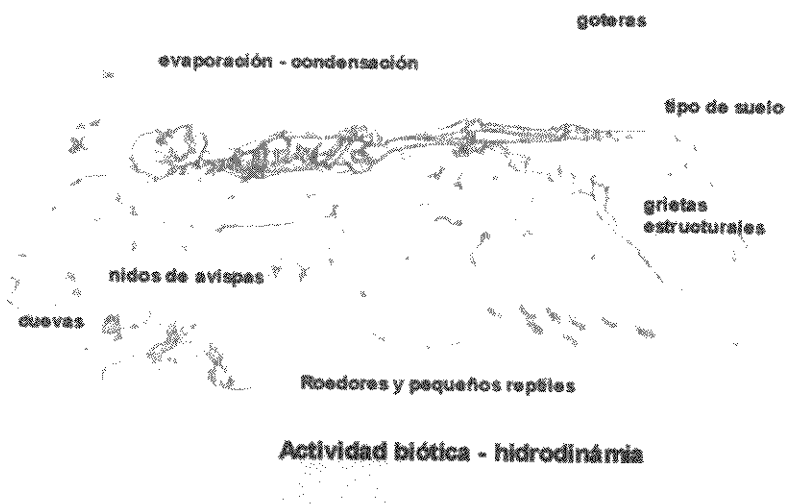 goteras
evaporación - condensación
tipo de suelo
grietas
estructurales
nidos de avispas
cuevas
Roedores y pequeños reptiles
Actividad biótica - hidrodinámia